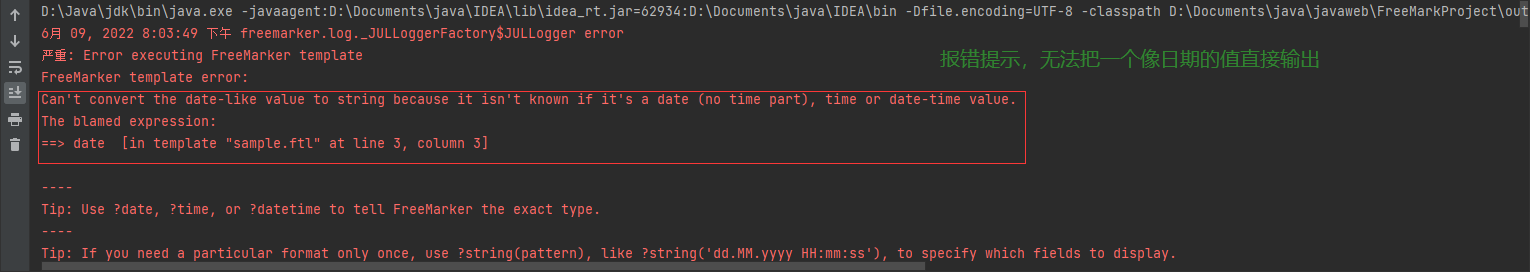 D:\Java\jdk\bin\java.exe -javaagent:D:\Documents\java\IDEA\lib\idea_rt.jar=62934:D:\Documents\java\IDEA\bin -Dfile.encoding=UTF-8 -classpath D:\Documents\java\javaweb\FreeMarkProject\out
6月 09, 2022 8:03:49 下午 freemarker.log._JULLoggerFactory$JULLogger error
严重: Error executing FreeMarker template
报错提示，无法把一个像日期的值直接输出
FreeMarker template error:
Can't convert the date-like value to string because it isn't known if it's a date (no time part), time or date-time value.
The blamed expression:
==> date  [in template "sample.ftl" at line 3, column 3]
----
Tip: Use ?date, ?time, or ?datetime to tell FreeMarker the exact type.
----
Tip: If you need a particular format only once, use ?string(pattern), like ?string('dd.MM.yyyy HH:mm:ss'), to specify which fields to display.